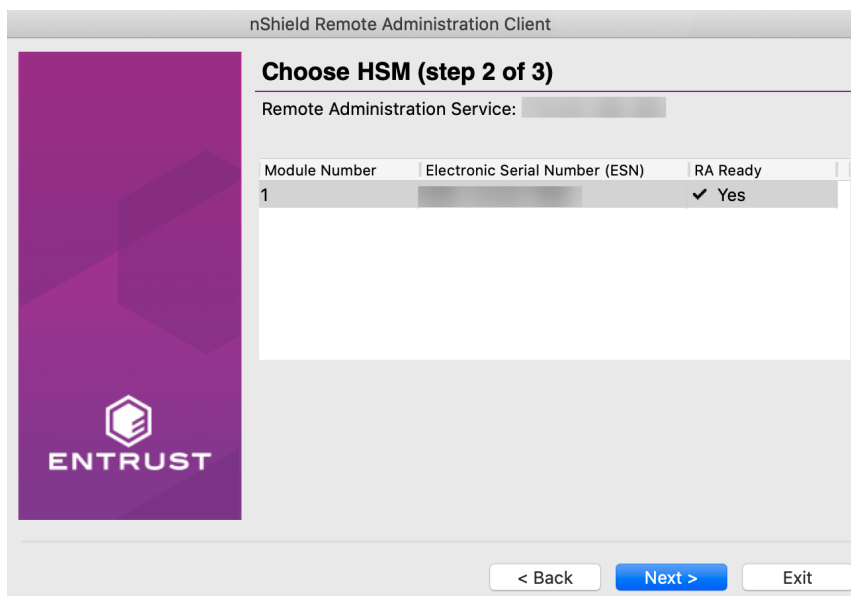 nShield Remote Administration Client
Choose HSM (step 2 of 3)
Remote Administration Service:
Module Number Electronic Serial Number (ESN) RA Ready
1 ✔ Yes
ENTRUST
< Back Next > Exit